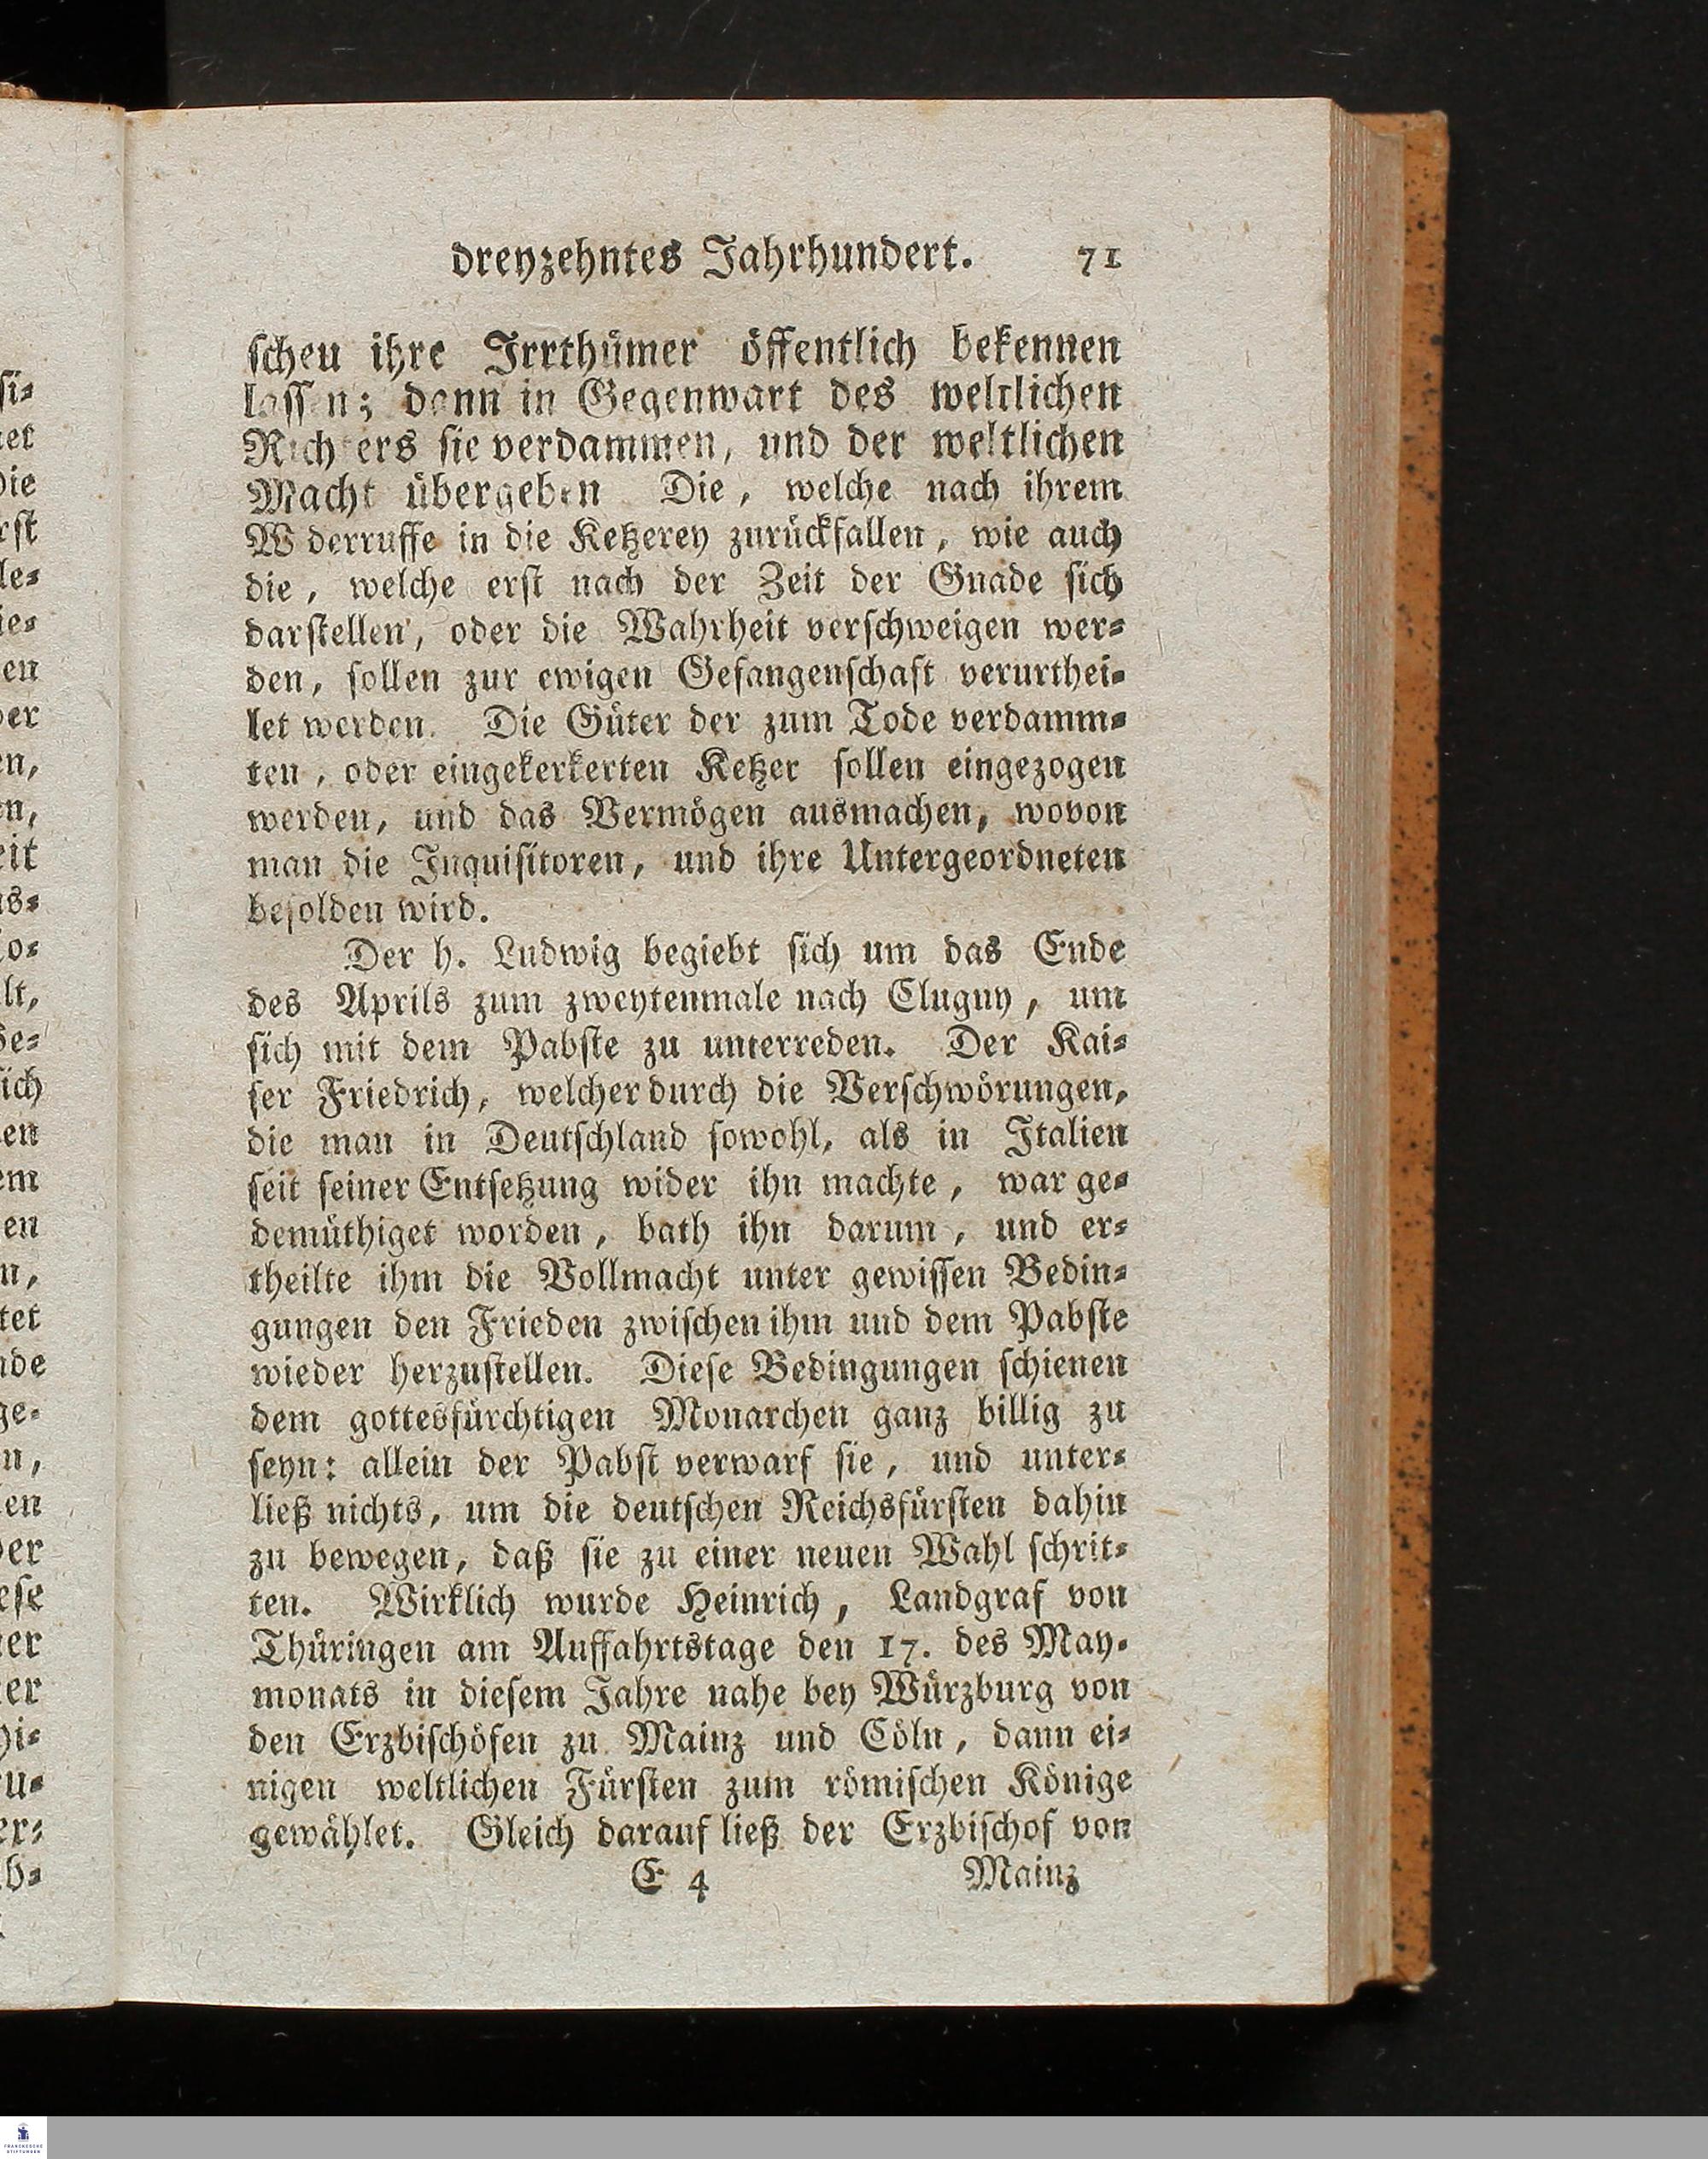 dreyzehntes Jahrhundert. 71
schen ihre Irrthümer öffentlich bekennen
lassen; dann in Gegenwart des weltlichen
Richters sie verdammen, und der weltlichen
Macht übergeben Die, welche nach ihrem
W derruffe in die Ketzerey zurückfallen, wie auch
die, welche erst nach der Zeit der Gnade sich
darstellen, oder die Wahrheit verschweigen wer-
den, sollen zur ewigen Gefangenschaft verurthei-
let werden. Die Güter der zum Tode verdamm-
ten, oder eingekerkerten Ketzer sollen eingezogen
werden, und das Vermögen ausmachen, wovon
man die Inquisitoren, und ihre Untergeordneten
besolden wird.
Der h. Ludwig begiebt sich um das Ende
des Aprils zum zweytenmale nach Clugny, um
sich mit dem Pabste zu unterreden. Der Kai-
ser Friedrich, welcher durch die Verschwörungen,
die man in Deutschland sowohl, als in Italien
seit seiner Entsetzung wider ihn machte, war ge-
demüthiget worden, bath ihn darum, und er-
theilte ihm die Vollmacht unter gewissen Bedin-
gungen den Frieden zwischen ihm und dem Pabste
wieder herzustellen. Diese Bedingungen schienen
dem gottesfürchtigen Monarchen ganz billig zu
seyn: allein der Pabst verwarf sie, und unter-
ließ nichts, um die deutschen Reichsfürsten dahin
zu bewegen, daß sie zu einer neuen Wahl schrit-
ten. Wirklich wurde Heinrich, Landgraf von
Thüringen am Auffahrtstage den 17. des May-
monats in diesem Jahre nahe bey Würzburg von
den Erzbischöfen zu Mainz und Cöln, dann ei-
nigen weltlichen Fürsten zum römischen Könige
gewählet. Gleich darauf ließ der Erzbischof von
E 4 Mainz
FRANCKESCHE
STIFTUNGEN